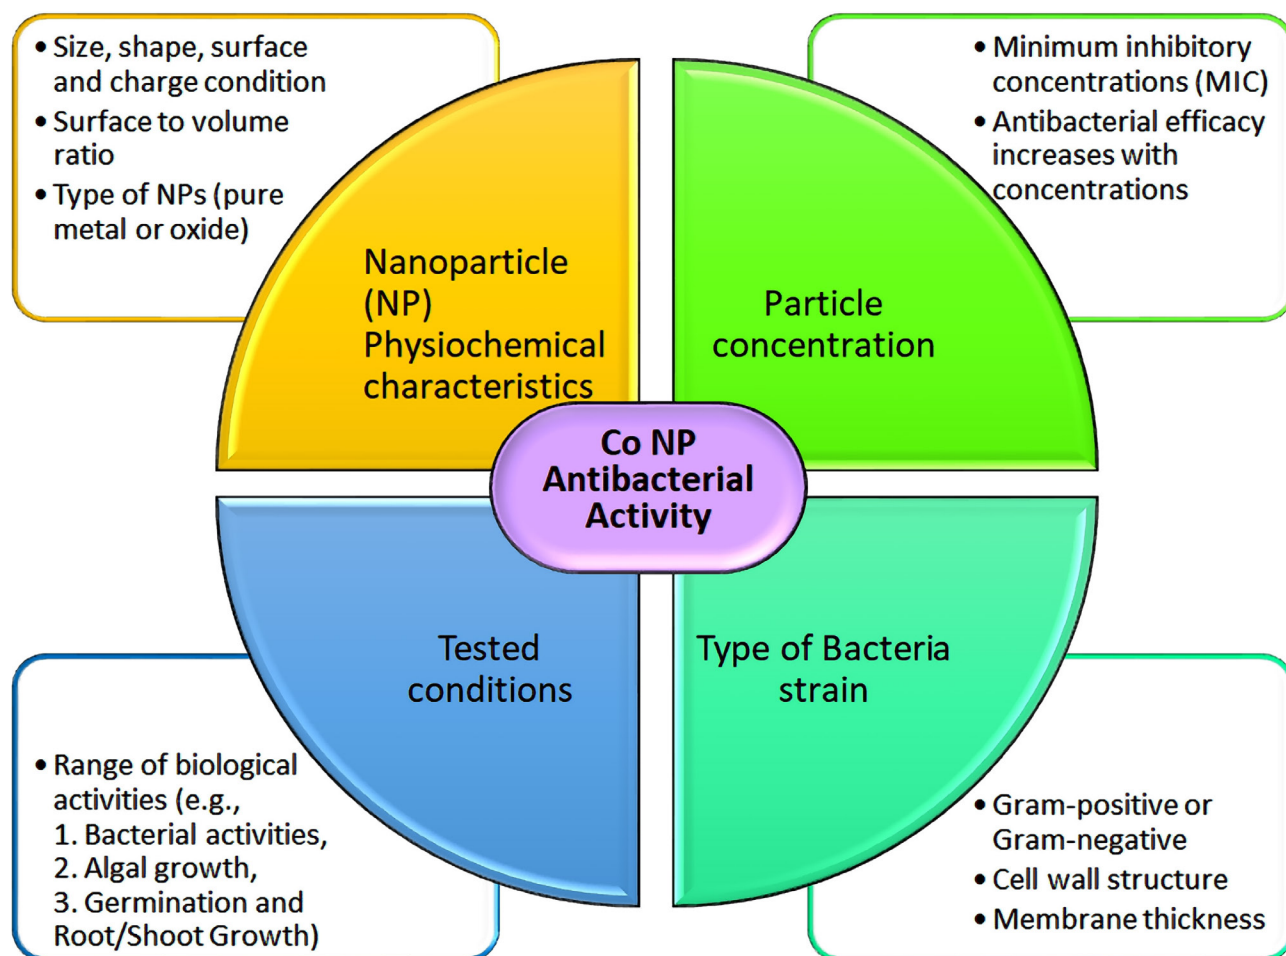 • Size, shape, surface
and charge condition
• Surface to volume
ratio
• Type of NPs (pure
metal or oxide)
Nanoparticle
(NP)
Physiochemical
characteristics
• Minimum inhibitory
concentrations (MIC)
• Antibacterial efficacy
increases with
concentrations
Particle
concentration
Co NP
Antibacterial
Activity
Tested
conditions
• Range of biological
activities (e.g.,
1. Bacterial activities,
2. Algal growth,
3. Germination and
Root/Shoot Growth)
Type of Bacteria
strain
• Gram-positive or
Gram-negative
• Cell wall structure
• Membrane thickness